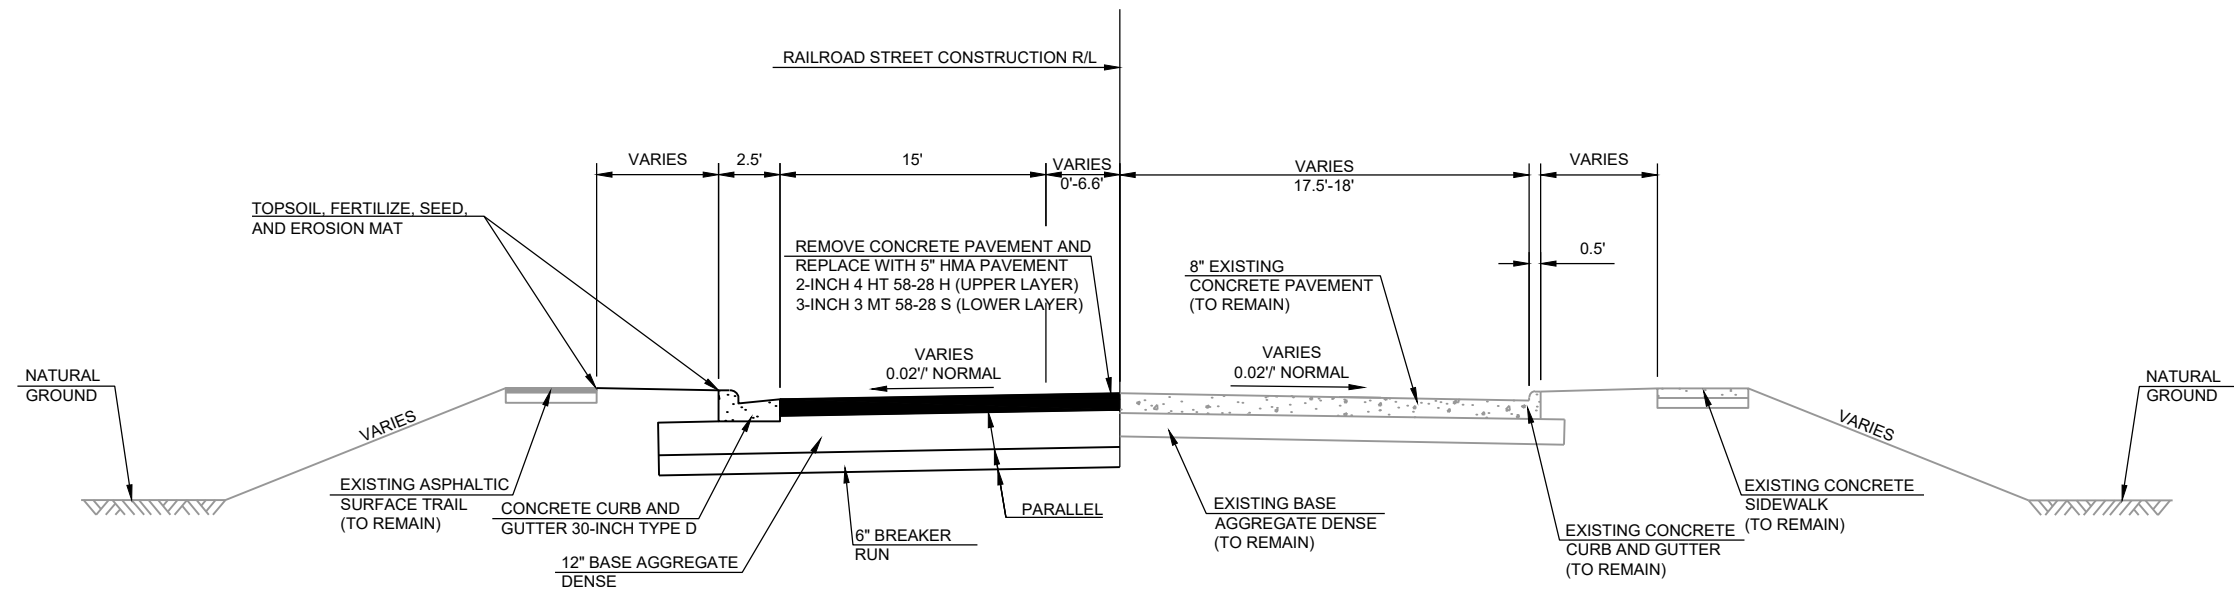 RAILROAD STREET CONSTRUCTION R/L
VARIES
2.5'
15'
VARIES
0'-6.6'
VARIES
17.5'-18'
VARIES
0.5'
TOPSOIL, FERTILIZE, SEED,
AND EROSION MAT
REMOVE CONCRETE PAVEMENT AND
REPLACE WITH 5" HMA PAVEMENT
2-INCH 4 HT 58-28 H (UPPER LAYER)
3-INCH 3 MT 58-28 S (LOWER LAYER)
8" EXISTING
CONCRETE PAVEMENT
(TO REMAIN)
VARIES
0.02'/' NORMAL
VARIES
0.02'/' NORMAL
NATURAL
GROUND
NATURAL
GROUND
VARIES
VARIES
EXISTING ASPHALTIC
SURFACE TRAIL
(TO REMAIN)
CONCRETE CURB AND
GUTTER 30-INCH TYPE D
12" BASE AGGREGATE
DENSE
6" BREAKER
RUN
PARALLEL
EXISTING BASE
AGGREGATE DENSE
(TO REMAIN)
EXISTING CONCRETE
CURB AND GUTTER
(TO REMAIN)
EXISTING CONCRETE
SIDEWALK
(TO REMAIN)